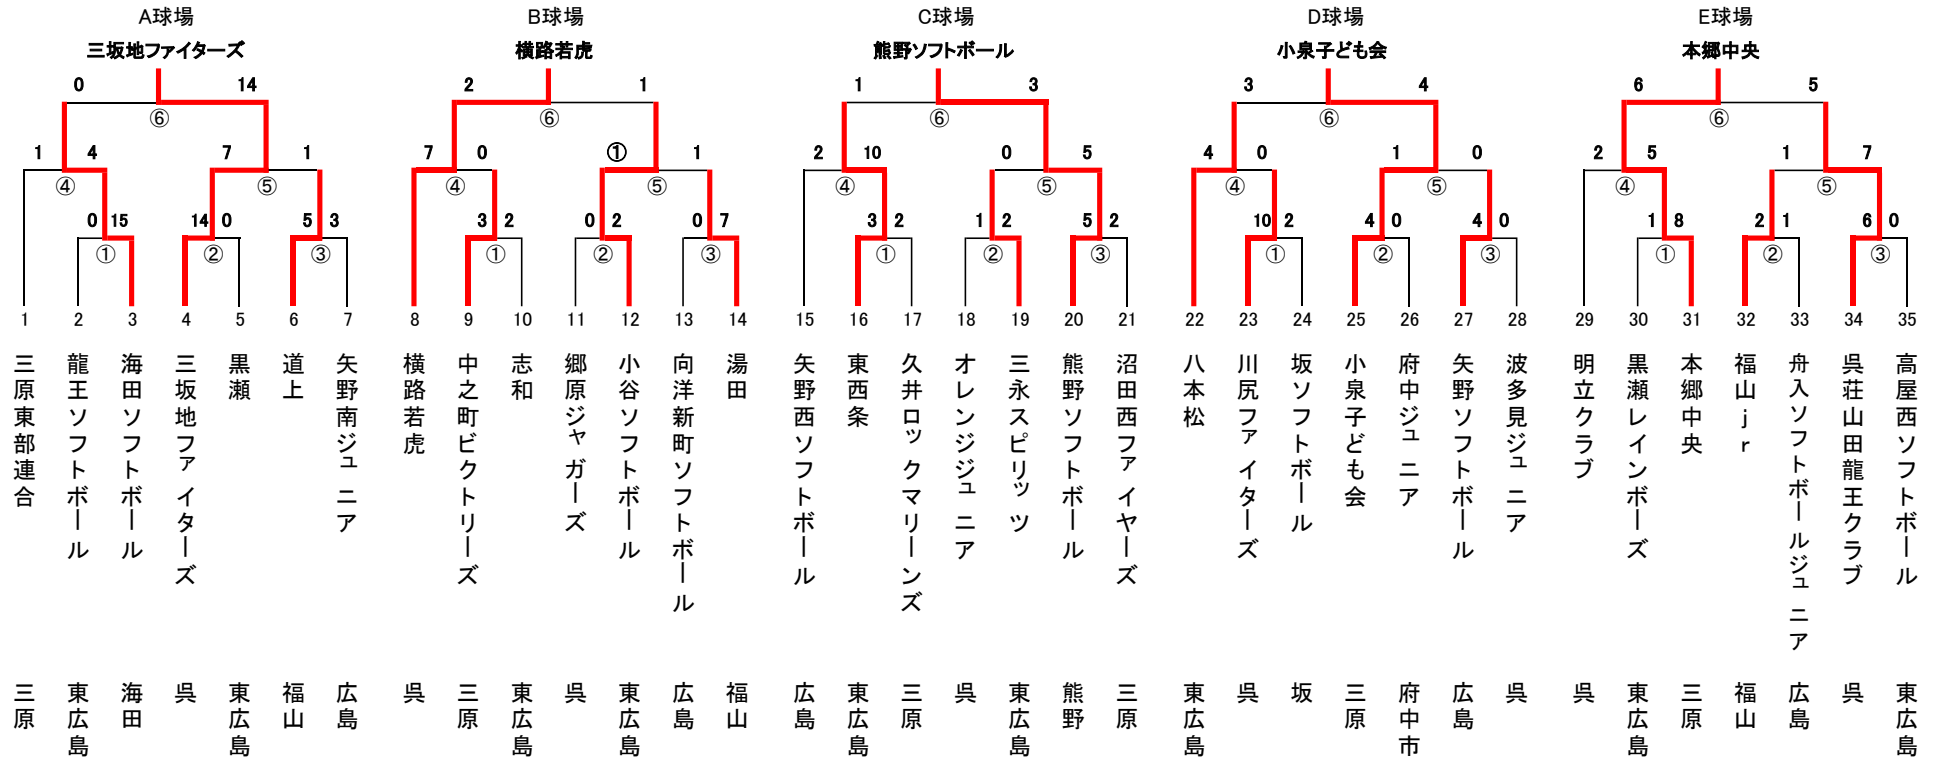 A球場 B球場 C球場 D球場 E球場
三坂地ファイターズ 横路若虎 熊野ソフトボール 小泉子ども会 本郷中央
0 14 2 1 1 3 3 4 6 5
⑥ ⑥ ⑥ ⑥ ⑥
1 4 7 1 7 0 ① 1 2 10 0 5 4 0 1 0 2 5 1 7
④ ⑤ ④ ⑤ ④ ⑤ ④ ⑤ ④ ⑤
0 15 14 0 5 3 3 2 0 2 0 7 3 2 1 2 5 2 10 2 4 0 4 0 1 8 2 1 6 0
① ② ③ ① ② ③ ① ② ③ ① ② ③ ① ② ③
1 2 3 4 5 6 7 8 9 10 11 12 13 14 15 16 17 18 19 20 21 22 23 24 25 26 27 28 29 30 31 32 33 34 35
三原東部連合
龍王ソフトボール
海田ソフトボール
三坂地ファイターズ
黒瀬
道上
矢野南ジュニア
横路若虎
中之町ビクトリーズ
志和
郷原ジャガーズ
小谷ソフトボール
向洋新町ソフトボール
湯田
矢野西ソフトボール
東西条
久井ロックマリーンズ
オレンジジュニア
三永スピリッツ
熊野ソフトボール
沼田西ファイヤーズ
八本松
川尻ファイターズ
坂ソフトボール
小泉子ども会
府中ジュニア
矢野ソフトボール
波多見ジュニア
明立クラブ
黒瀬レインボーズ
本郷中央
福山jr
舟入ソフトボールジュニア
呉荘山田龍王クラブ
高屋西ソフトボール
三原
東広島
海田
呉
東広島
福山
広島
呉
三原
東広島
呉
東広島
広島
福山
広島
東広島
三原
呉
東広島
熊野
三原
東広島
呉
坂
三原
府中市
広島
呉
呉
東広島
三原
福山
広島
呉
東広島